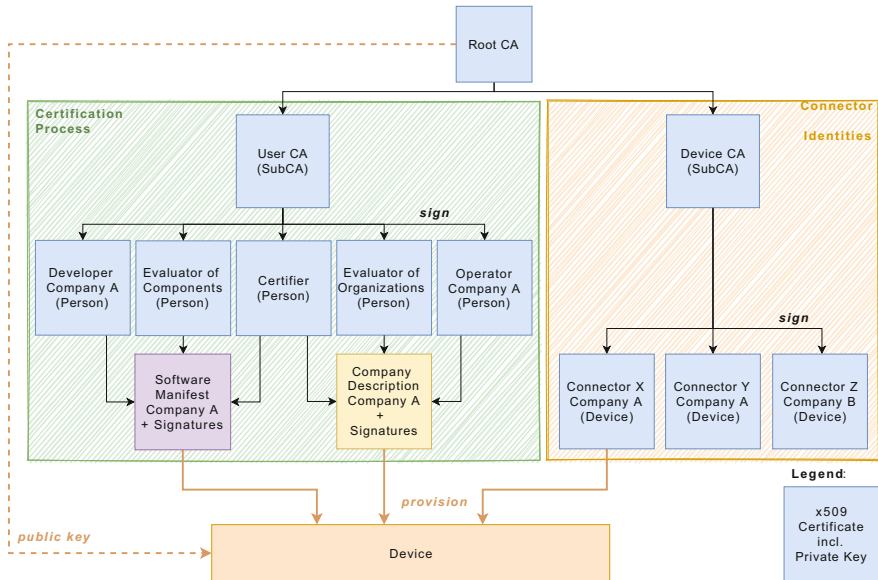 Root CA
Certification
Process
Connector
Identities
User CA
(SubCA)
Device CA
(SubCA)
sign
Developer
Company A
(Person)
Evaluator of
Components
(Person)
Certifier
(Person)
Evaluator of
Organizations
(Person)
Operator
Company A
(Person)
sign
Software
Manifest
Company A
+ Signatures
Company
Description
Company A
+
Signatures
Connector X
Company A
(Device)
Connector Y
Company A
(Device)
Connector Z
Company B
(Device)
Legend:
provision
public key
Device
x509
Certificate
incl.
Private Key